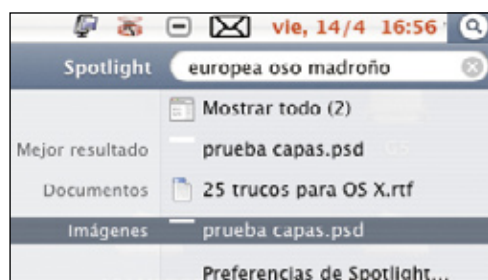 vie, 14/4 16:56
Spotlight europea oso madroño
Mostrar todo (2)
Mejor resultado prueba capas.psd
Documentos 25 trucos para OS X.rtf
Imágenes prueba capas.psd
Preferencias de Spotlight...